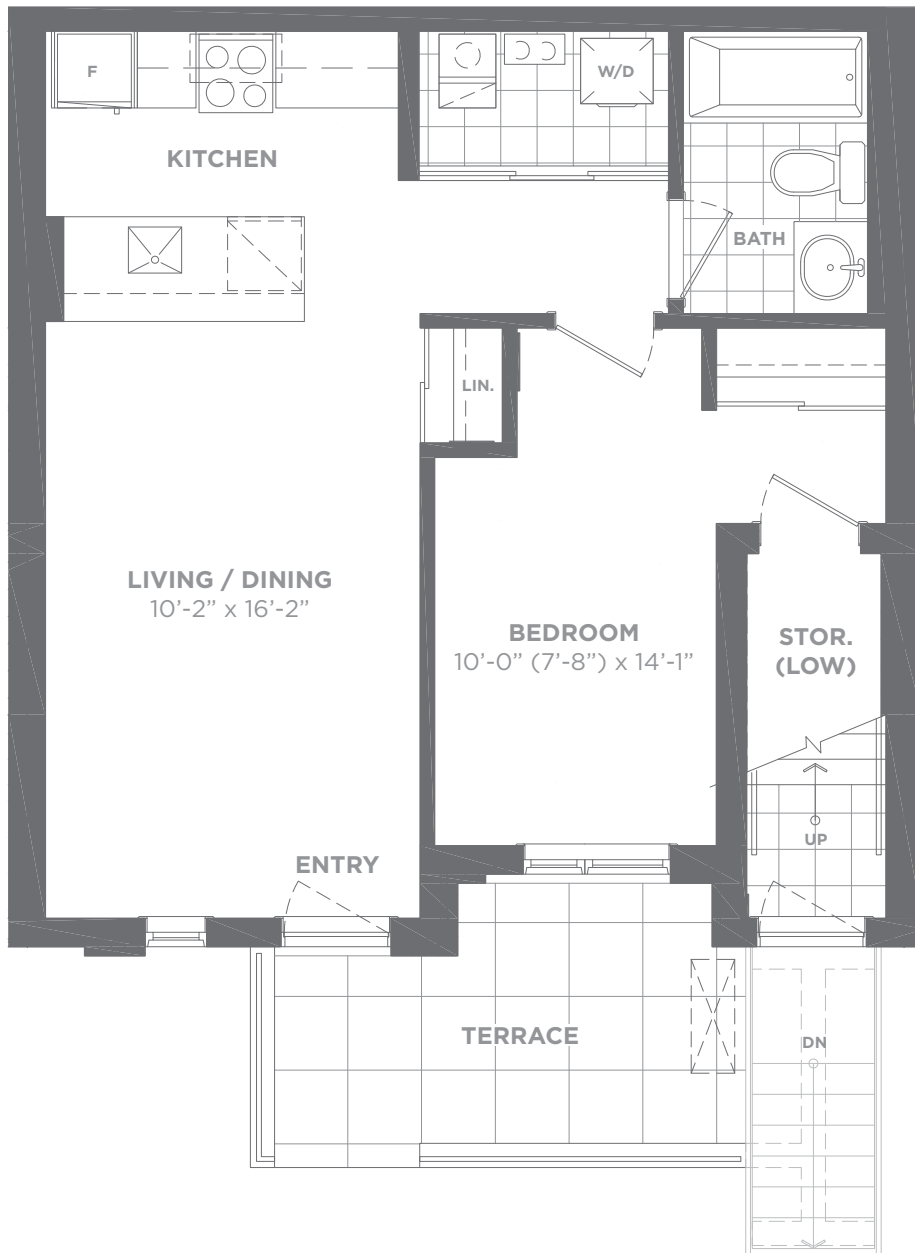 F
W/D
KITCHEN
BATH
LIN.
LIVING / DINING
10’-2” x 16’-2”
BEDROOM
10’-0” (7’-8”) x 14’-1”
STOR.
(LOW)
UP
ENTRY
TERRACE
DN